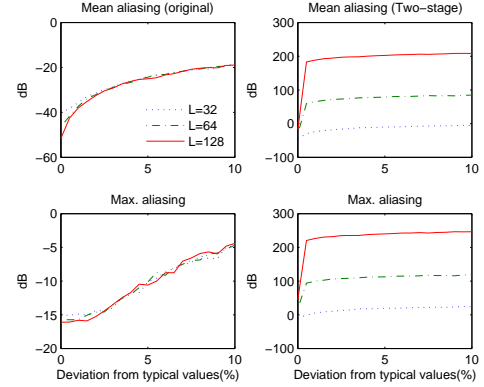 Mean aliasing (original)
0
-20
-40
-60
dB
L=32
L=64
L=128
0
5
10
Mean aliasing (Two-stage)
300
200
100
0
-100
dB
0
5
10
Max. aliasing
0
-5
-10
-15
-20
dB
0
5
10
Deviation from typical values(%)
Max. aliasing
300
200
100
0
-100
dB
0
5
10
Deviation from typical values(%)